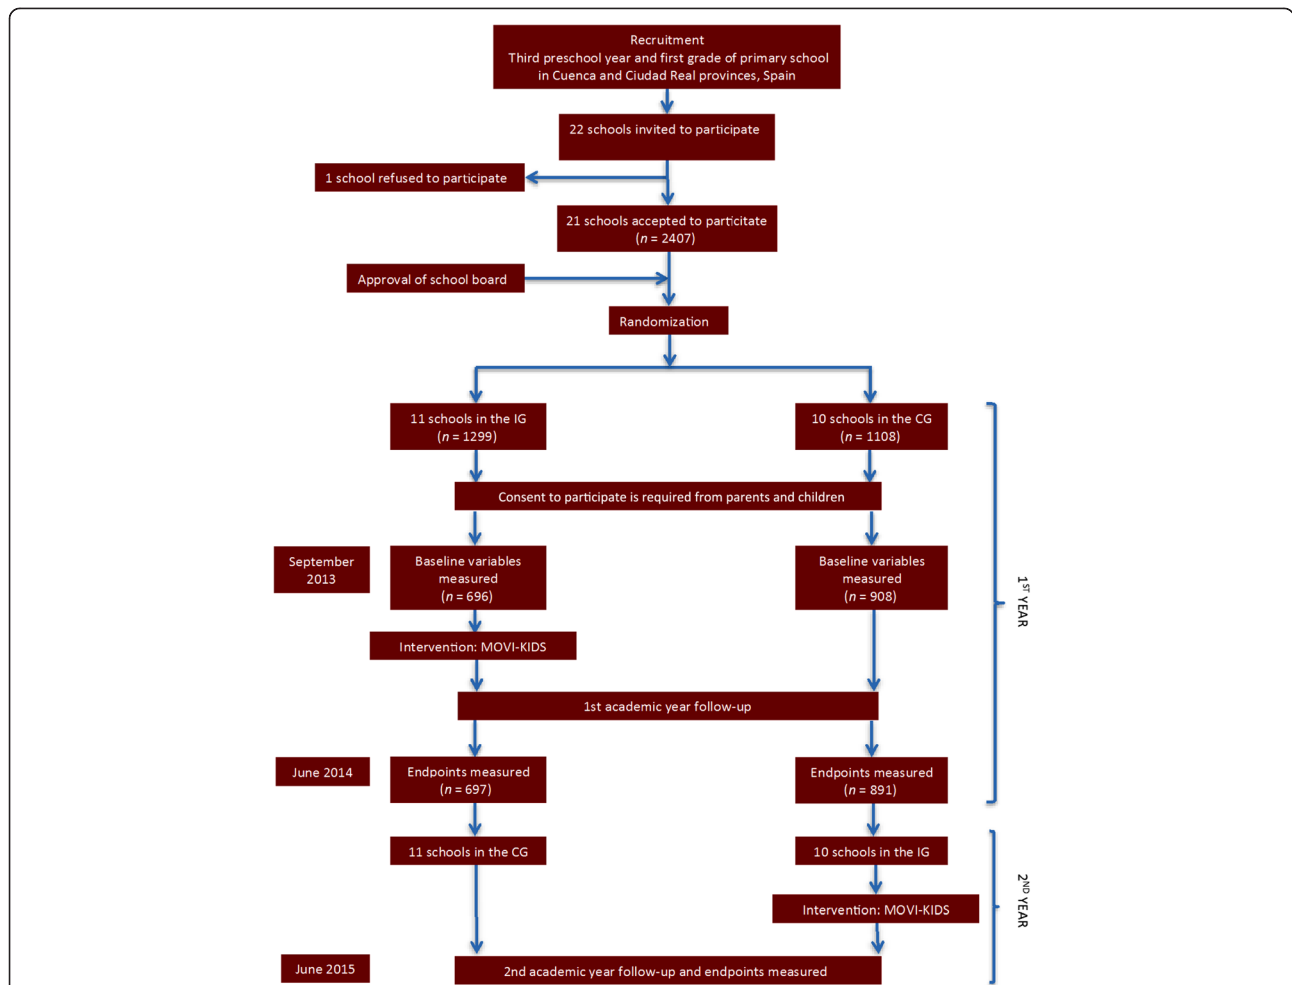 Recruitment
Third preschool year and first grade of primary school
in Cuenca and Ciudad Real provinces, Spain
22 schools invited to participate
1 school refused to participate
21 schools accepted to particitate
(n = 2407)
Approval of school board
Randomization
11 schools in the IG
(n = 1299)
10 schools in the CG
(n = 1108)
Consent to participate is required from parents and children
September
2013
Baseline variables
measured
(n = 696)
Baseline variables
measured
(n = 908)
1ST YEAR
Intervention: MOVI-KIDS
1st academic year follow-up
June 2014
Endpoints measured
(n = 697)
Endpoints measured
(n = 891)
11 schools in the CG
10 schools in the IG
2ND YEAR
Intervention: MOVI-KIDS
June 2015
2nd academic year follow-up and endpoints measured